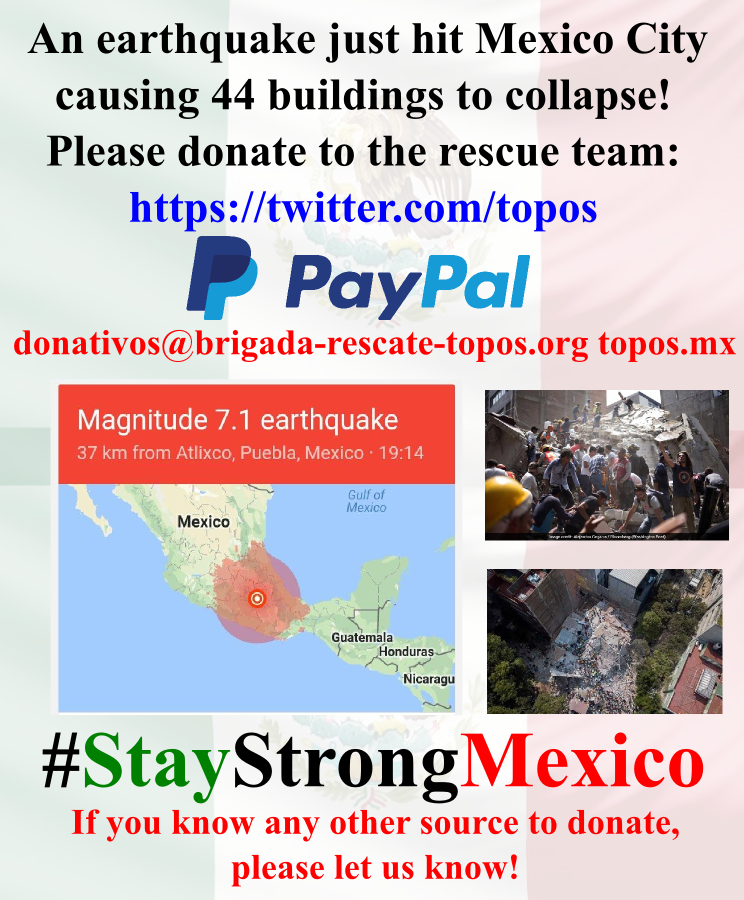 An earthquake just hit Mexico City
causing 44 buildings to collapse!
Please donate to the rescue team:
https://twitter.com/topos
PayPal
donativos@brigada-rescate-topos.org topos.mx
Magnitude 7.1 earthquake
37 km from Atlixco, Puebla, Mexico · 19:14
Gulf of
Mexico
Mexico
Guatemala
Honduras
Nicaragu
#StayStrongMexico
If you know any other source to donate,
please let us know!